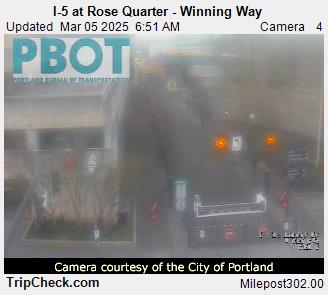 I-5 at Rose Quarter - Winning Way
Updated Mar 05 2025 6:51 AM Camera 4
PBOT
PORTLAND BUREAU OF TRANSPORTATION
Camera courtesy of the City of Portland
TripCheck.com Milepost302.00